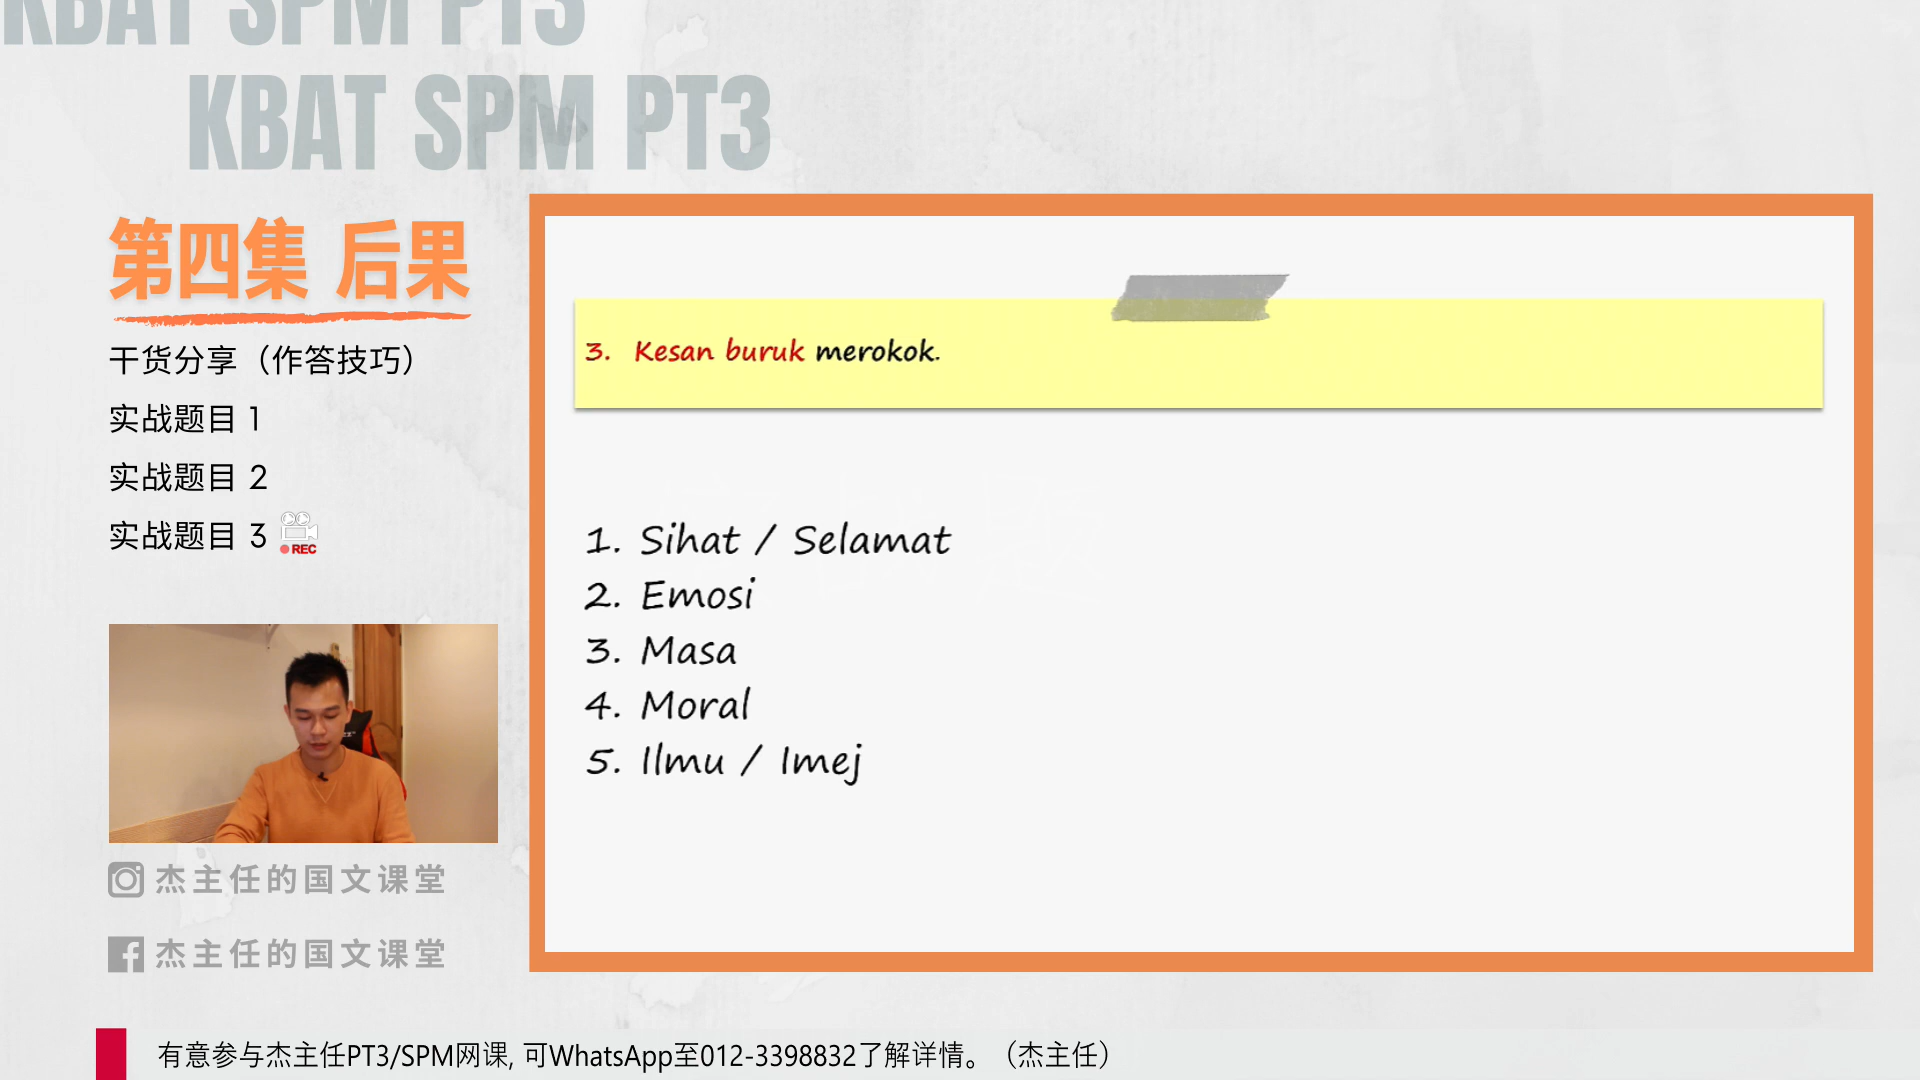 KBAT SPM PT3
KBAT SPM PT3
第四集 后果
干货分享（作答技巧）
实战题目 1
实战题目 2
实战题目 3
REC
杰主任的国文课堂
杰主任的国文课堂
3. Kesan buruk merokok.
1. Sihat / Selamat
2. Emosi
3. Masa
4. Moral
5. Ilmu / Imej
有意参与杰主任PT3/SPM网课, 可WhatsApp至012-3398832了解详情。（杰主任）